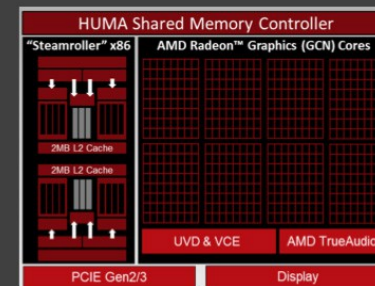 HUMA Shared Memory Controller
“Steamroller” x86
AMD Radeon™ Graphics (GCN) Cores
2MB L2 Cache
2MB L2 Cache
UVD & VCE
AMD TrueAudio
PCIE Gen2/3
Display